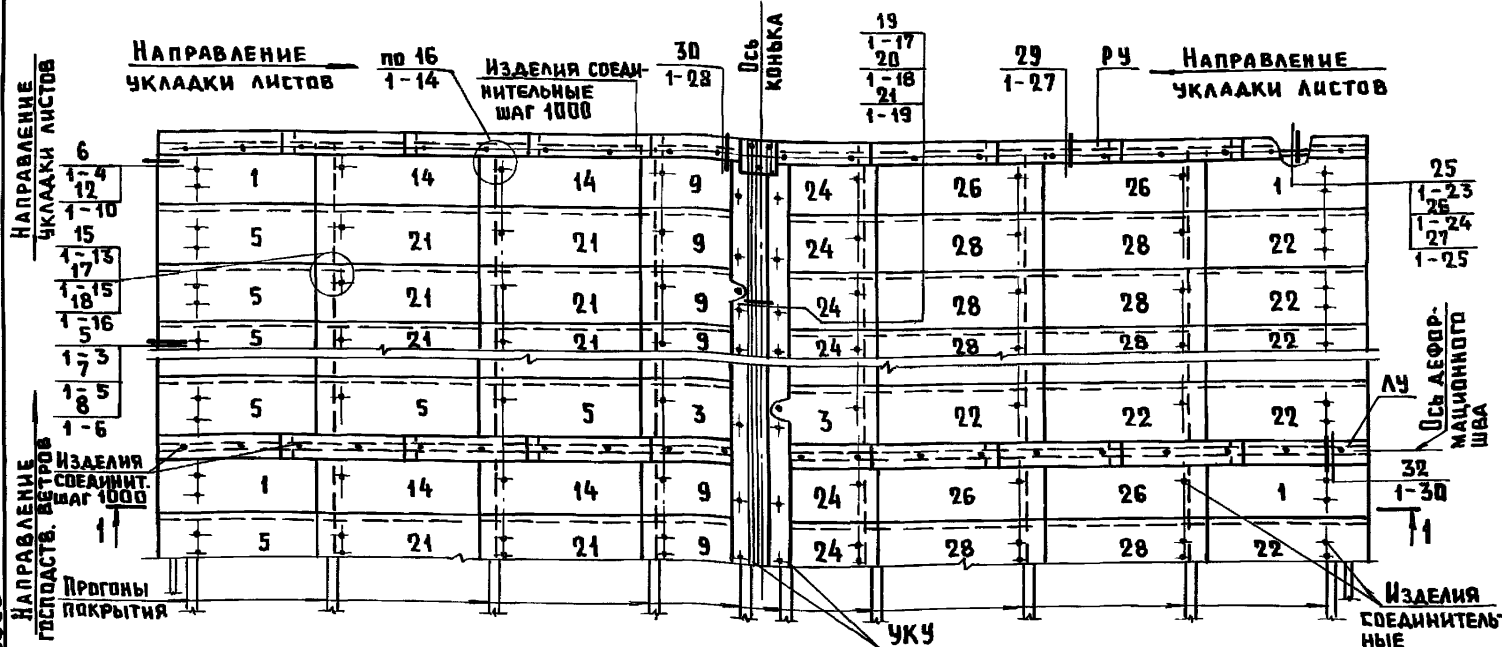 Направление
укладки листов
Направление
укладки листов
по 16
1-14
Изделия соеди-
нительные
шаг 1000
30
1-28
Ось
конька
19
1-17
20
1-18
21
1-19
29
1-27
РУ
Направление
укладки листов
6
1-4
12
1-10
15
1-13
17
1-15
18
1-16
5
1-3
7
1-5
8
1-6
25
1-23
26
1-24
27
1-25
1 14 14 9 24 26 26 1
5 21 21 9 24 28 28 22
5 21 21 9 24 28 28 22
5 21 21 9 24 28 28 22
5 5 5 3 3 22 22 22
ЛУ
Ось дефор-
мационного
шва
Изделия
соединит.
шаг 1000
32
1-30
1 14 14 9 24 26 26 1
1
1
5 21 21 9 24 28 28 22
Направление
господств. ветров
Прогоны
покрытия
УКУ
Изделия
соединитель-
ные